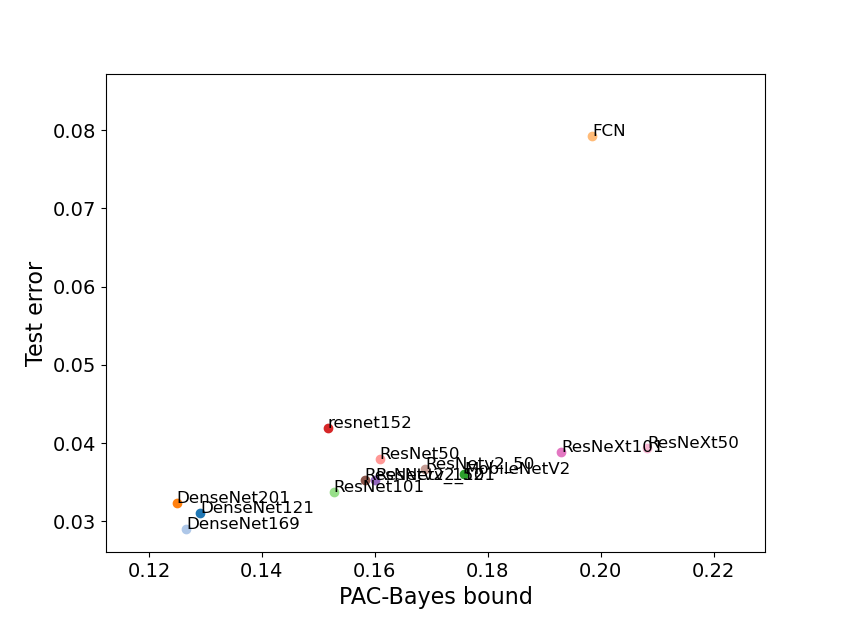 0.08
FCN
0.07
0.06
Test error
0.05
resnet152
0.04
ResNeXt101
ResNeXt50
ResNet50
ResNetv2_50
MobileNetV2
ResNet101
DenseNet201
DenseNet121
DenseNet169
0.03
0.12
0.14
0.16
0.18
0.20
0.22
PAC-Bayes bound